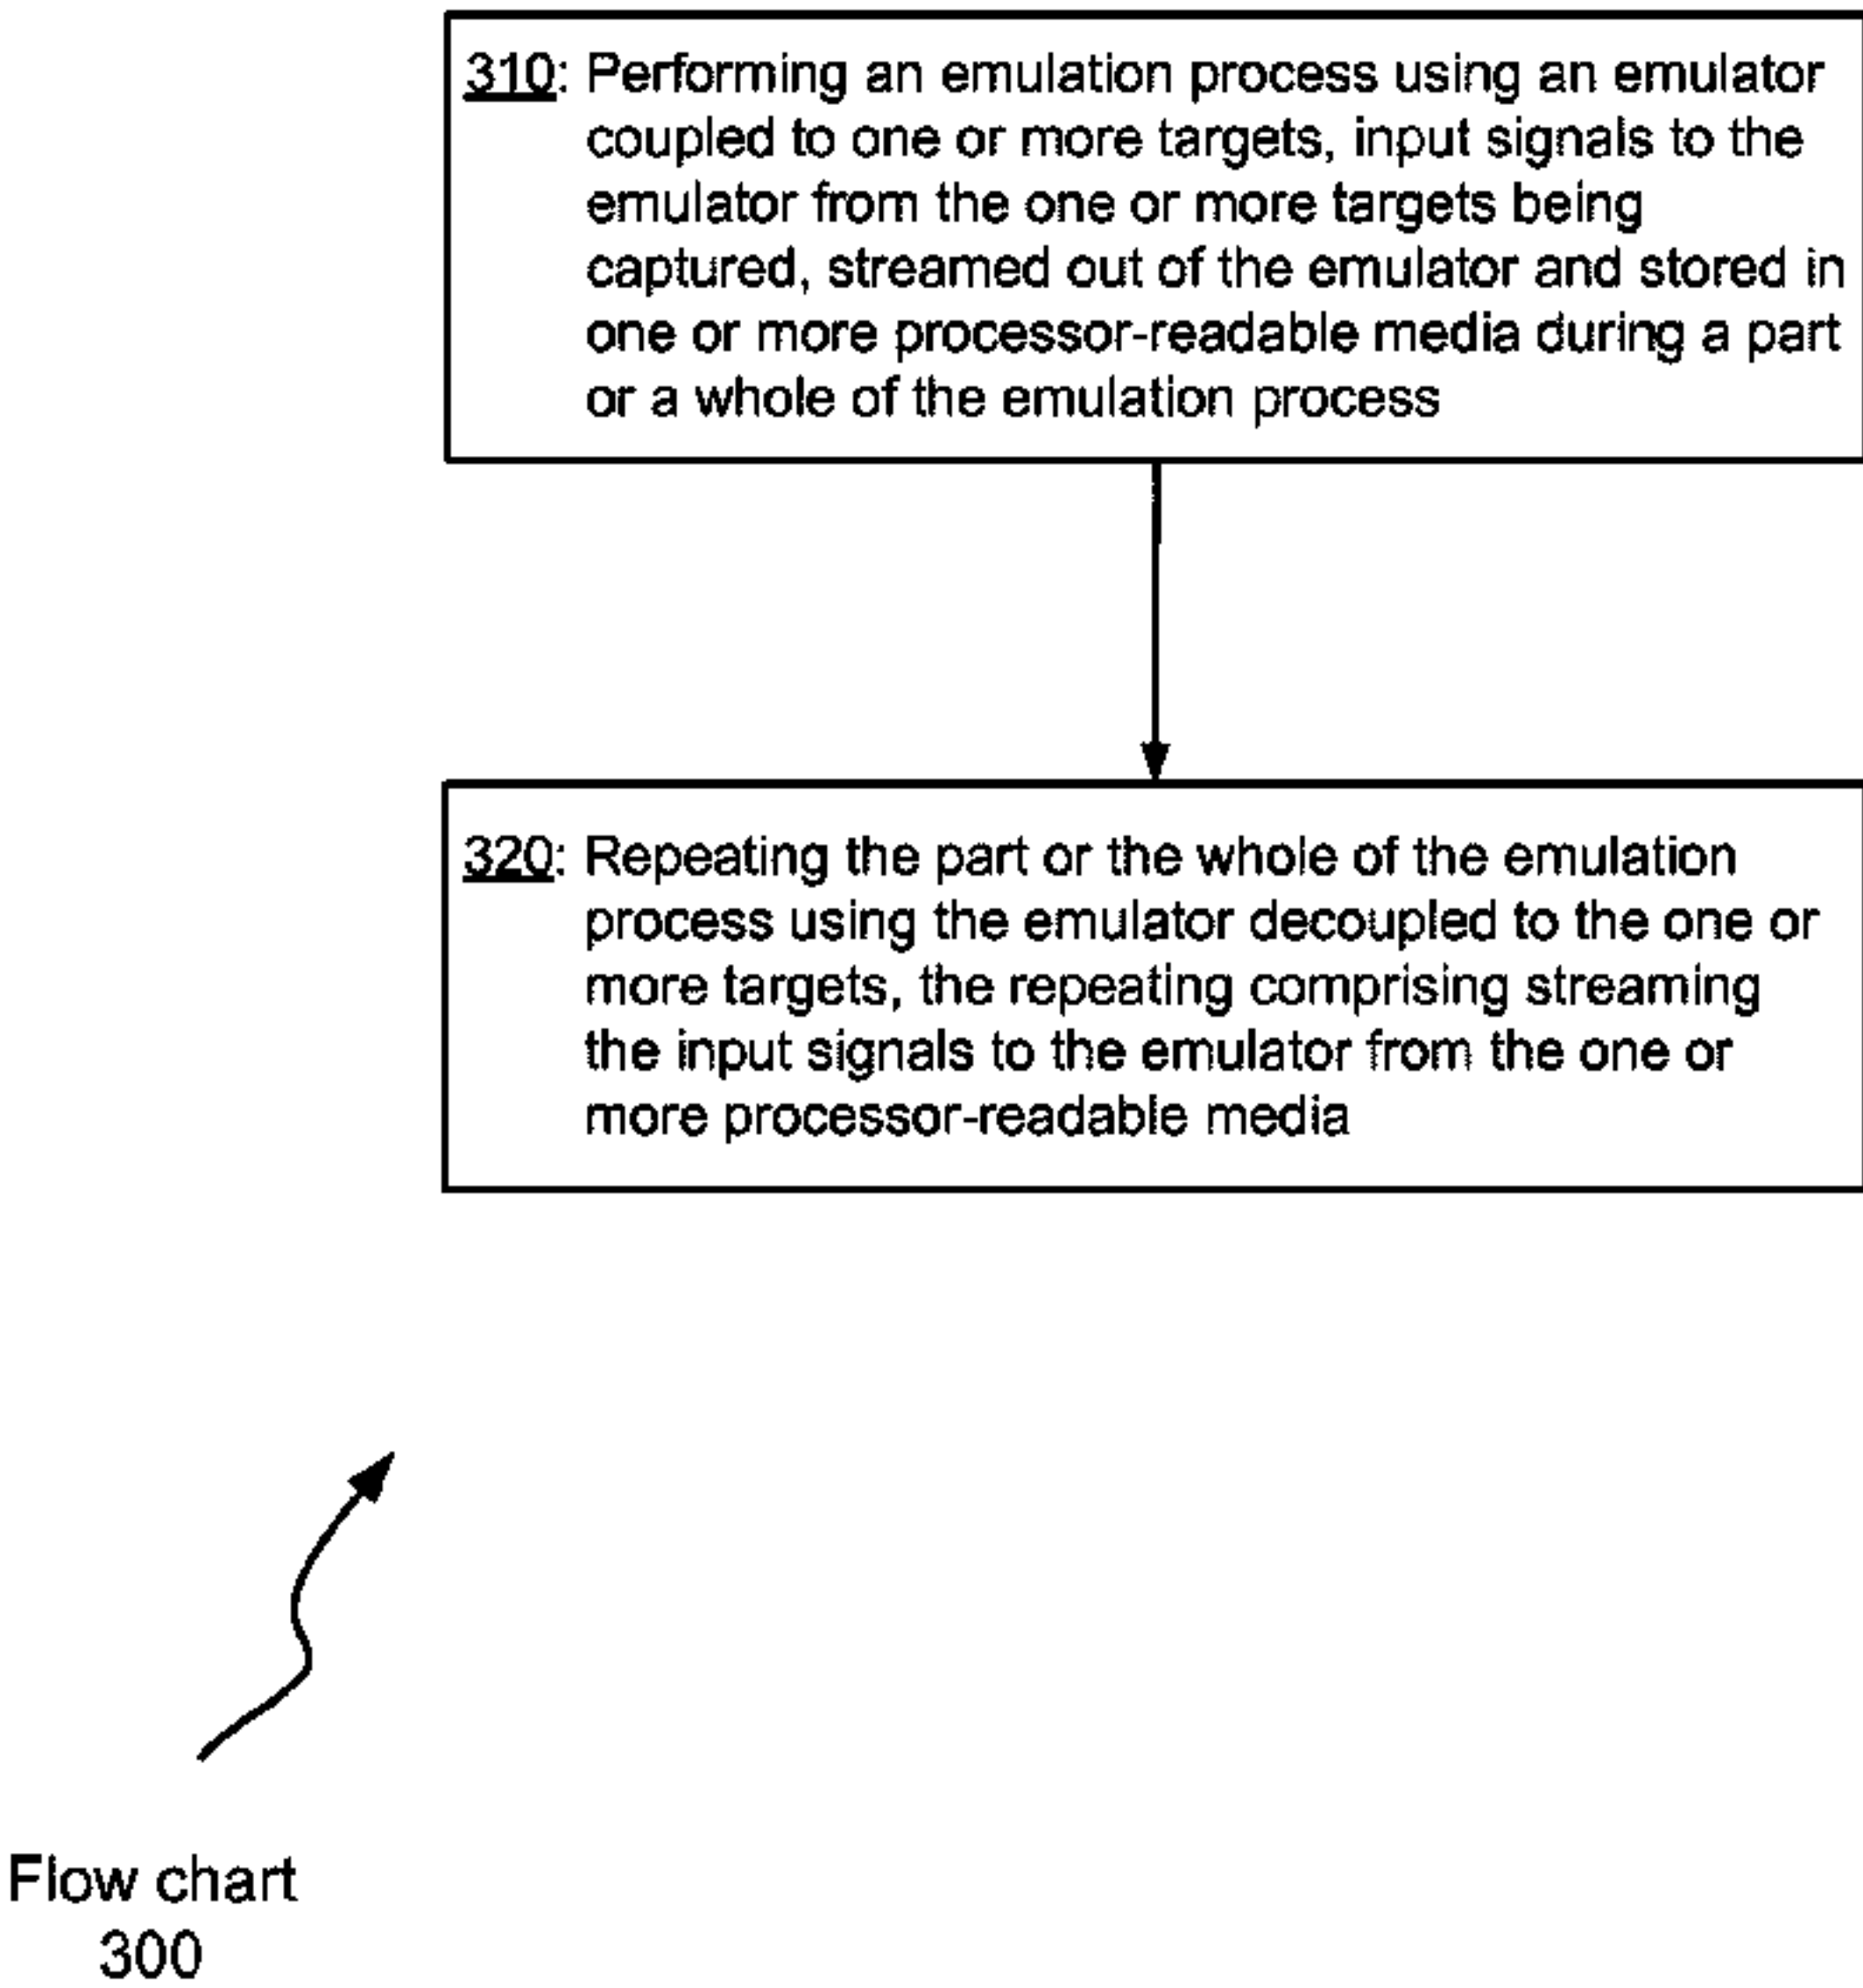 310: Performing an emulation process using an emulator
coupled to one or more targets, input signals to the
emulator from the one or more targets being
captured, streamed out of the emulator and stored in
one or more processor-readable media during a part
or a whole of the emulation process
320: Repeating the part or the whole of the emulation
process using the emulator decoupled to the one or
more targets, the repeating comprising streaming
the input signals to the emulator from the one or
more processor-readable media
Flow chart
300